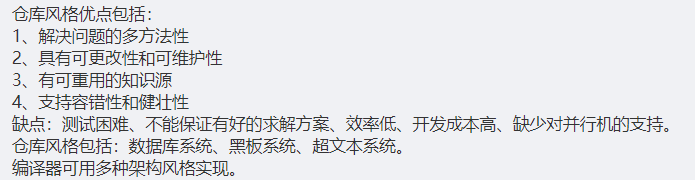 仓库风格优点包括：
1、解决问题的多方法性
2、具有可更改性和可维护性
3、有可重用的知识源
4、支持容错性和健壮性
缺点：测试困难、不能保证有好的求解方案、效率低、开发成本高、缺少对并行机的支持。
仓库风格包括：数据库系统、黑板系统、超文本系统。
编译器可用多种架构风格实现。